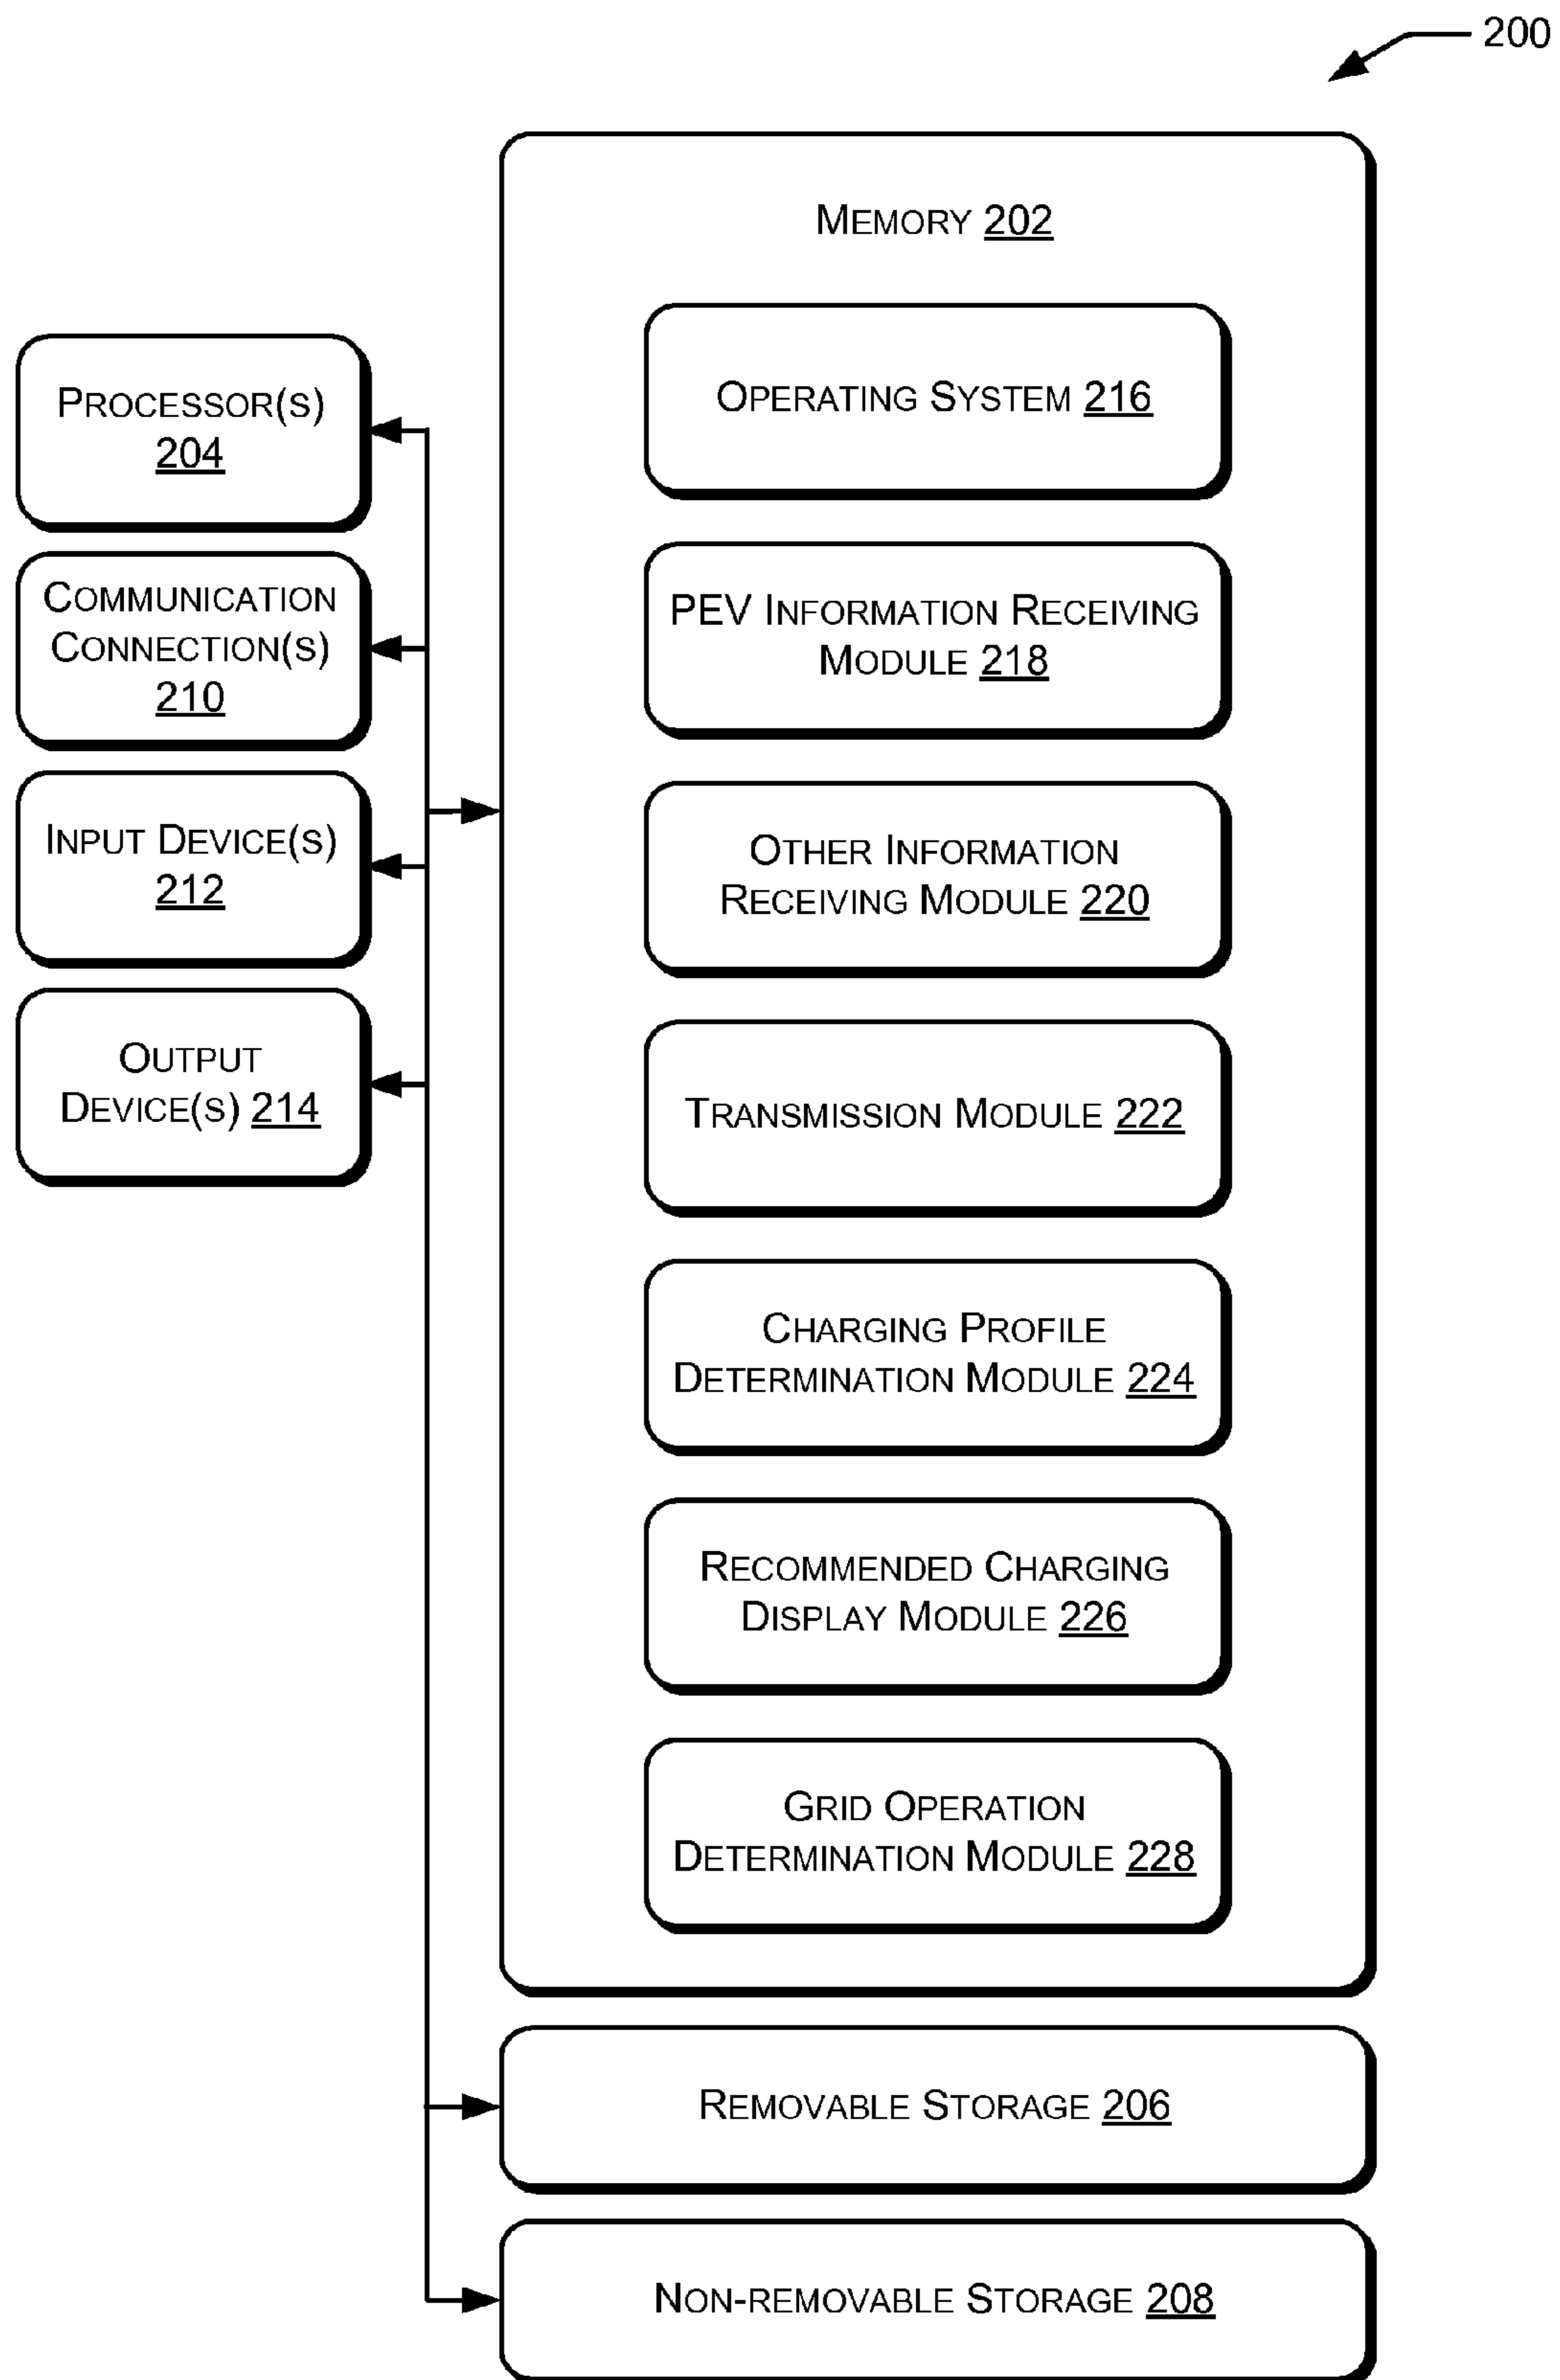 200
MEMORY 202
OPERATING SYSTEM 216
PEV INFORMATION RECEIVING
MODULE 218
OTHER INFORMATION
RECEIVING MODULE 220
TRANSMISSION MODULE 222
CHARGING PROFILE
DETERMINATION MODULE 224
RECOMMENDED CHARGING
DISPLAY MODULE 226
GRID OPERATION
DETERMINATION MODULE 228
PROCESSOR(S)
204
COMMUNICATION
CONNECTION(S)
210
INPUT DEVICE(S)
212
OUTPUT
DEVICE(S) 214
REMOVABLE STORAGE 206
NON-REMOVABLE STORAGE 208